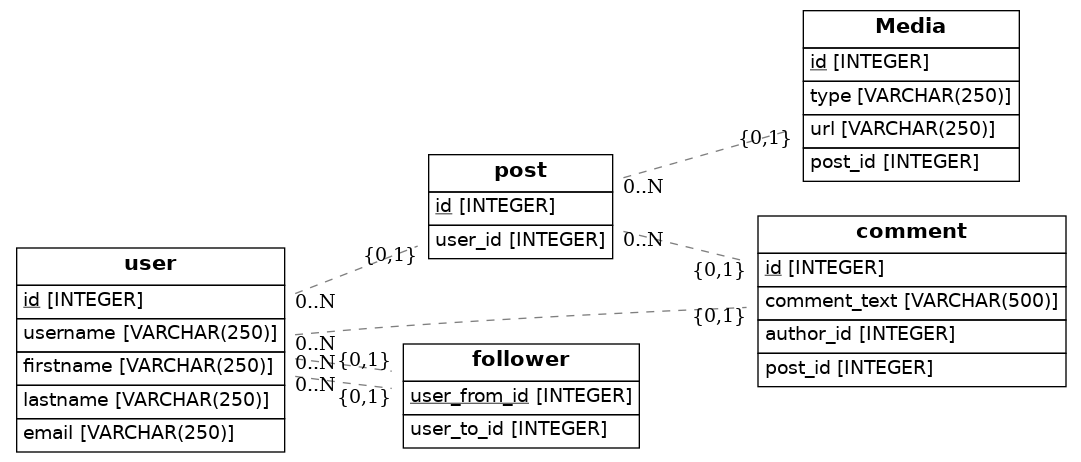 Media
id [INTEGER]
type [VARCHAR(250)]
url [VARCHAR(250)]
post_id [INTEGER]
{0,1}
0..N
post
id [INTEGER]
user_id [INTEGER]
0..N
{0,1}
{0,1}
0..N
comment
id [INTEGER]
comment_text [VARCHAR(500)]
author_id [INTEGER]
post_id [INTEGER]
{0,1}
0..N
user
id [INTEGER]
username [VARCHAR(250)]
firstname [VARCHAR(250)]
lastname [VARCHAR(250)]
email [VARCHAR(250)]
0..N
{0,1}
0..N
{0,1}
follower
user_from_id [INTEGER]
user_to_id [INTEGER]